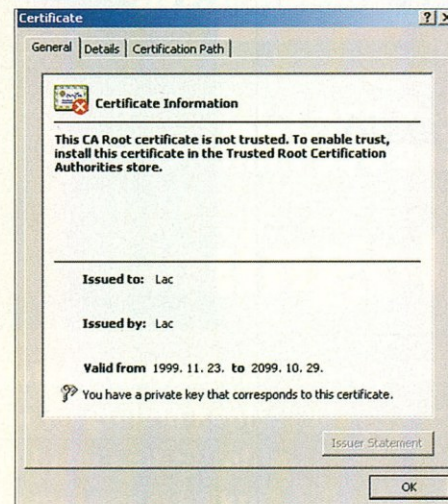 Certificate
General Details Certification Path
Certificate Information
This CA Root certificate is not trusted. To enable trust,
install this certificate in the Trusted Root Certification
Authorities store.
Issued to: Lac
Issued by: Lac
Valid from 1999. 11. 23. to 2099. 10. 29.
You have a private key that corresponds to this certificate.
Issuer Statement
OK